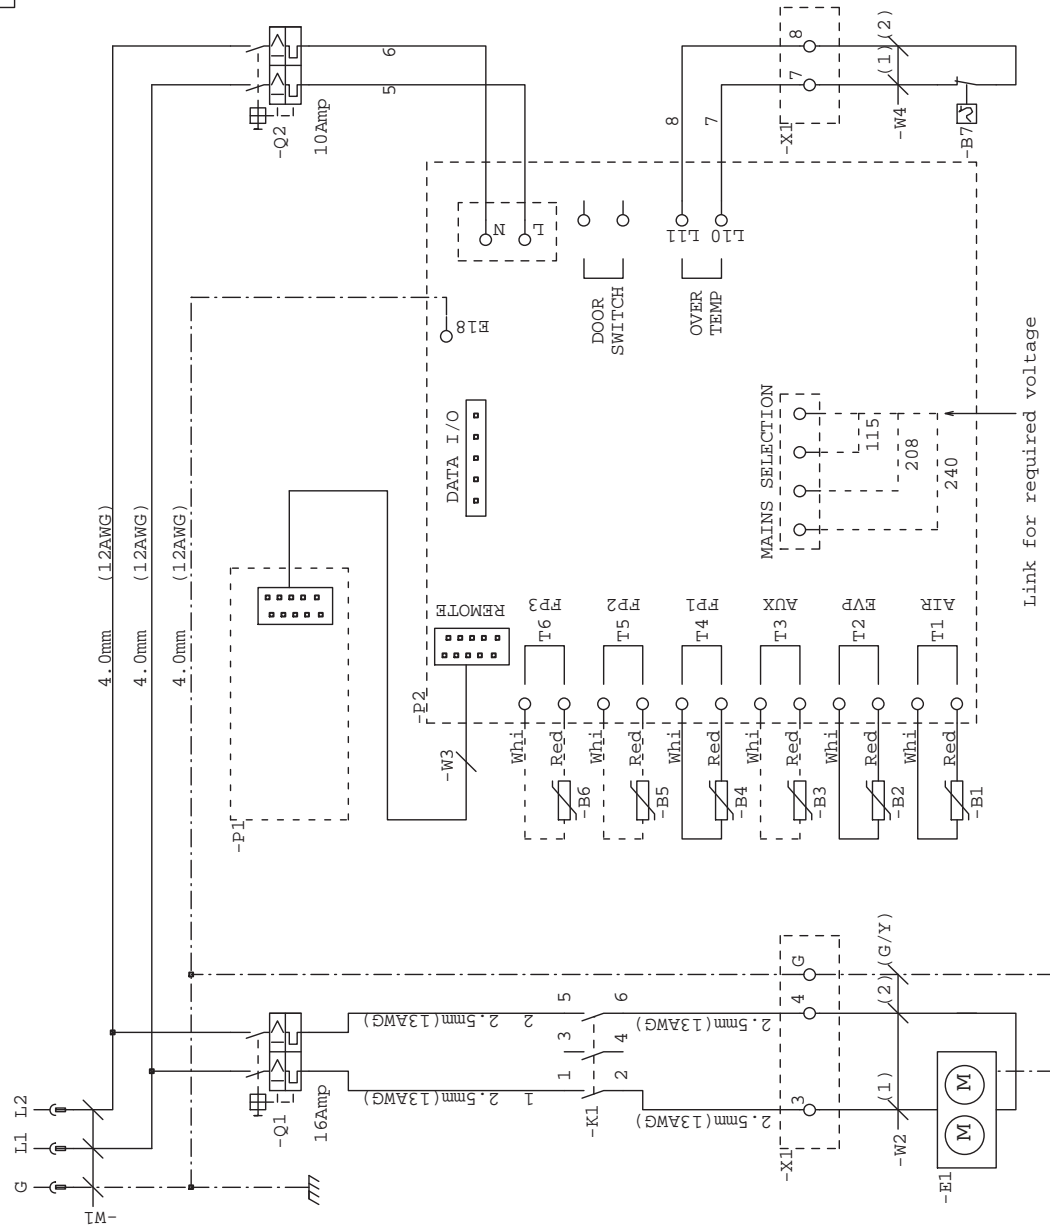 L2
L1
G
-W1
4.0mm (12AWG)
4.0mm (12AWG)
4.0mm (12AWG)
-Q2
10Amp
6
5
-Q1
16Amp
2 2.5mm(13AWG)
1 2.5mm(13AWG)
5
3
1
6
4
2
-K1
2.5mm(13AWG)
2.5mm(13AWG)
-X1
G
4
3
(G/Y)
(2)
(1)
-W2
M
M
-E1
-P1
-W3
-P2
REMOTE
DATA I/O
E18
N
L
DOOR
SWITCH
L11
L10
OVER
TEMP
8
7
-X1
8
7
(2)
(1)
-W4
-B7
MAINS SELECTION
115
208
240
Link for required voltage
FP3
T6
Whi
Red
-B6
FP2
T5
Whi
Red
-B5
FP1
T4
Whi
Red
-B4
AUX
T3
Whi
Red
-B3
EVP
T2
Whi
Red
-B2
AIR
T1
Whi
Red
-B1